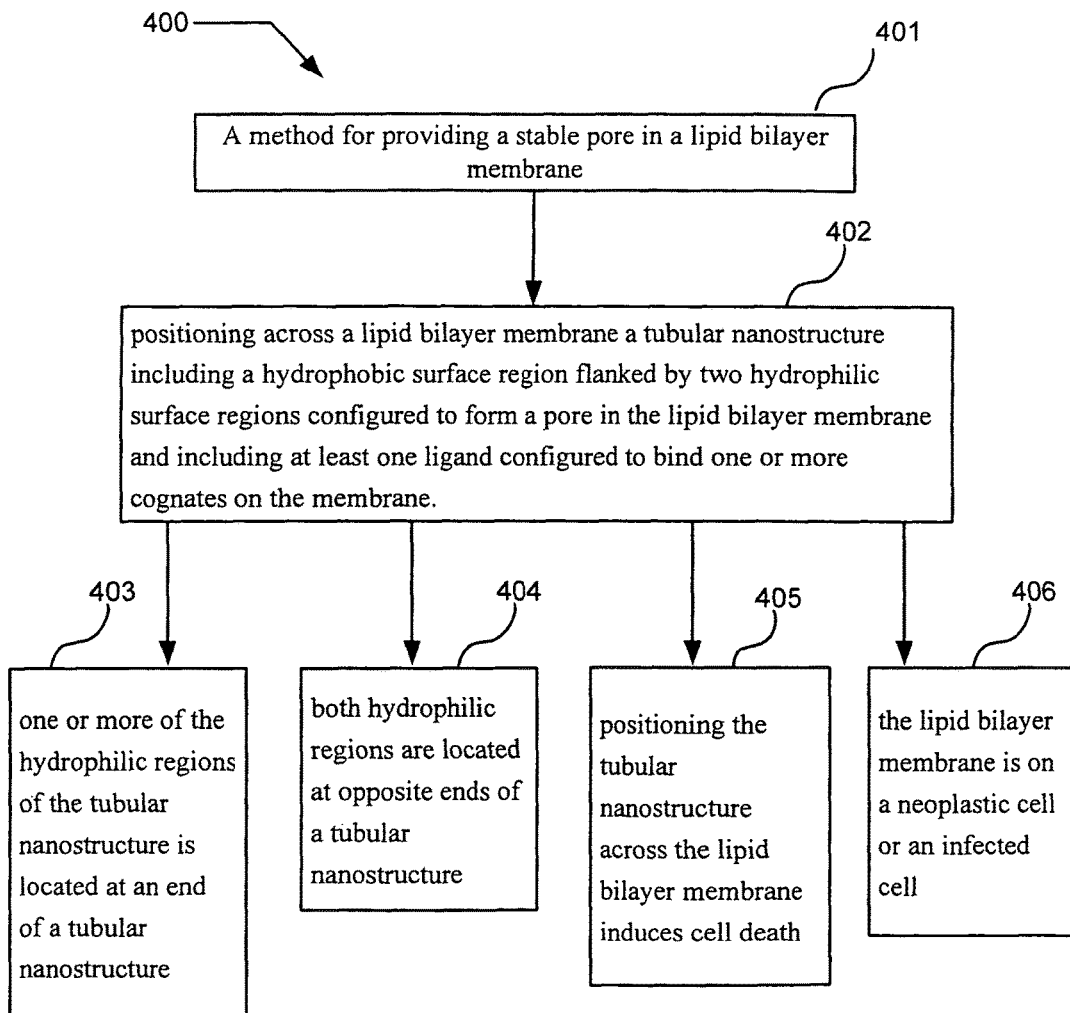 400
401
A method for providing a stable pore in a lipid bilayer
membrane
402
positioning across a lipid bilayer membrane a tubular nanostructure
including a hydrophobic surface region flanked by two hydrophilic
surface regions configured to form a pore in the lipid bilayer membrane
and including at least one ligand configured to bind one or more
cognates on the membrane.
403
one or more of the
hydrophilic regions
of the tubular
nanostructure is
located at an end
of a tubular
nanostructure
404
both hydrophilic
regions are located
at opposite ends of
a tubular
nanostructure
405
positioning the
tubular
nanostructure
across the lipid
bilayer membrane
induces cell death
406
the lipid bilayer
membrane is on
a neoplastic cell
or an infected
cell